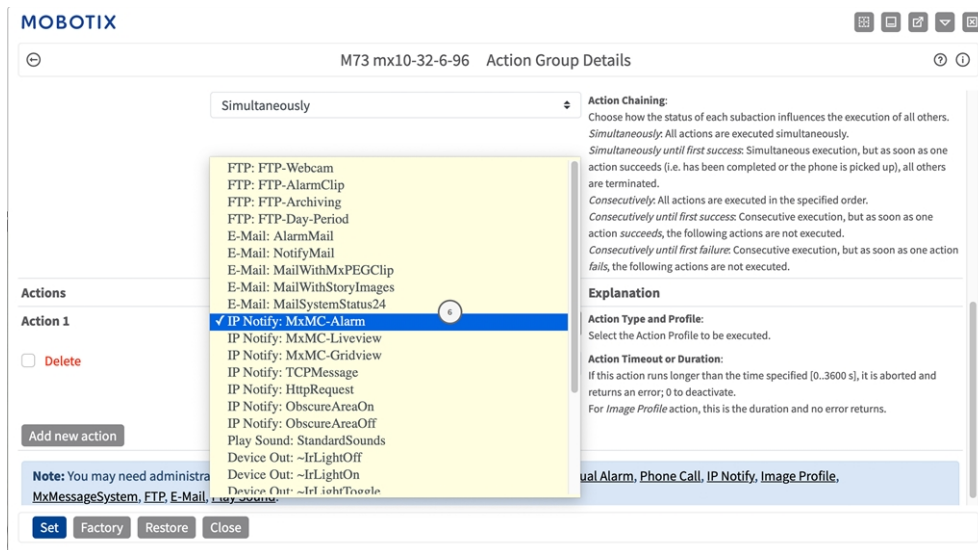 MOBOTIX
M73 mx10-32-6-96 Action Group Details
Simultaneously
Action Chaining:
Choose how the status of each subaction influences the execution of all others.
Simultaneously: All actions are executed simultaneously.
Simultaneously until first success: Simultaneous execution, but as soon as one
action succeeds (i.e. has been completed or the phone is picked up), all others
are terminated.
Consecutively: All actions are executed in the specified order.
Consecutively until first success: Consecutive execution, but as soon as one
action succeeds, the following actions are not executed.
Consecutively until first failure: Consecutive execution, but as soon as one action
fails, the following actions are not executed.
FTP: FTP-Webcam
FTP: FTP-AlarmClip
FTP: FTP-Archiving
FTP: FTP-Day-Period
E-Mail: AlarmMail
E-Mail: NotifyMail
E-Mail: MailWithMxPEGClip
E-Mail: MailWithStoryImages
E-Mail: MailSystemStatus24
✓ IP Notify: MxMC-Alarm
6
IP Notify: MxMC-Liveview
IP Notify: MxMC-Gridview
IP Notify: TCPMessage
IP Notify: HttpRequest
IP Notify: ObscureAreaOn
IP Notify: ObscureAreaOff
Play Sound: StandardSounds
Device Out: ~IrLightOff
Device Out: ~IrLightOn
Device Out: ~IrLightToggle
Actions
Explanation
Action 1
Delete
Action Type and Profile:
Select the Action Profile to be executed.
Action Timeout or Duration:
If this action runs longer than the time specified [0..3600 s], it is aborted and
returns an error; 0 to deactivate.
For Image Profile action, this is the duration and no error returns.
Add new action
Note: You may need administra ual Alarm, Phone Call, IP Notify, Image Profile,
MxMessageSystem, FTP, E-Mail, Play Sound.
Set Factory Restore Close